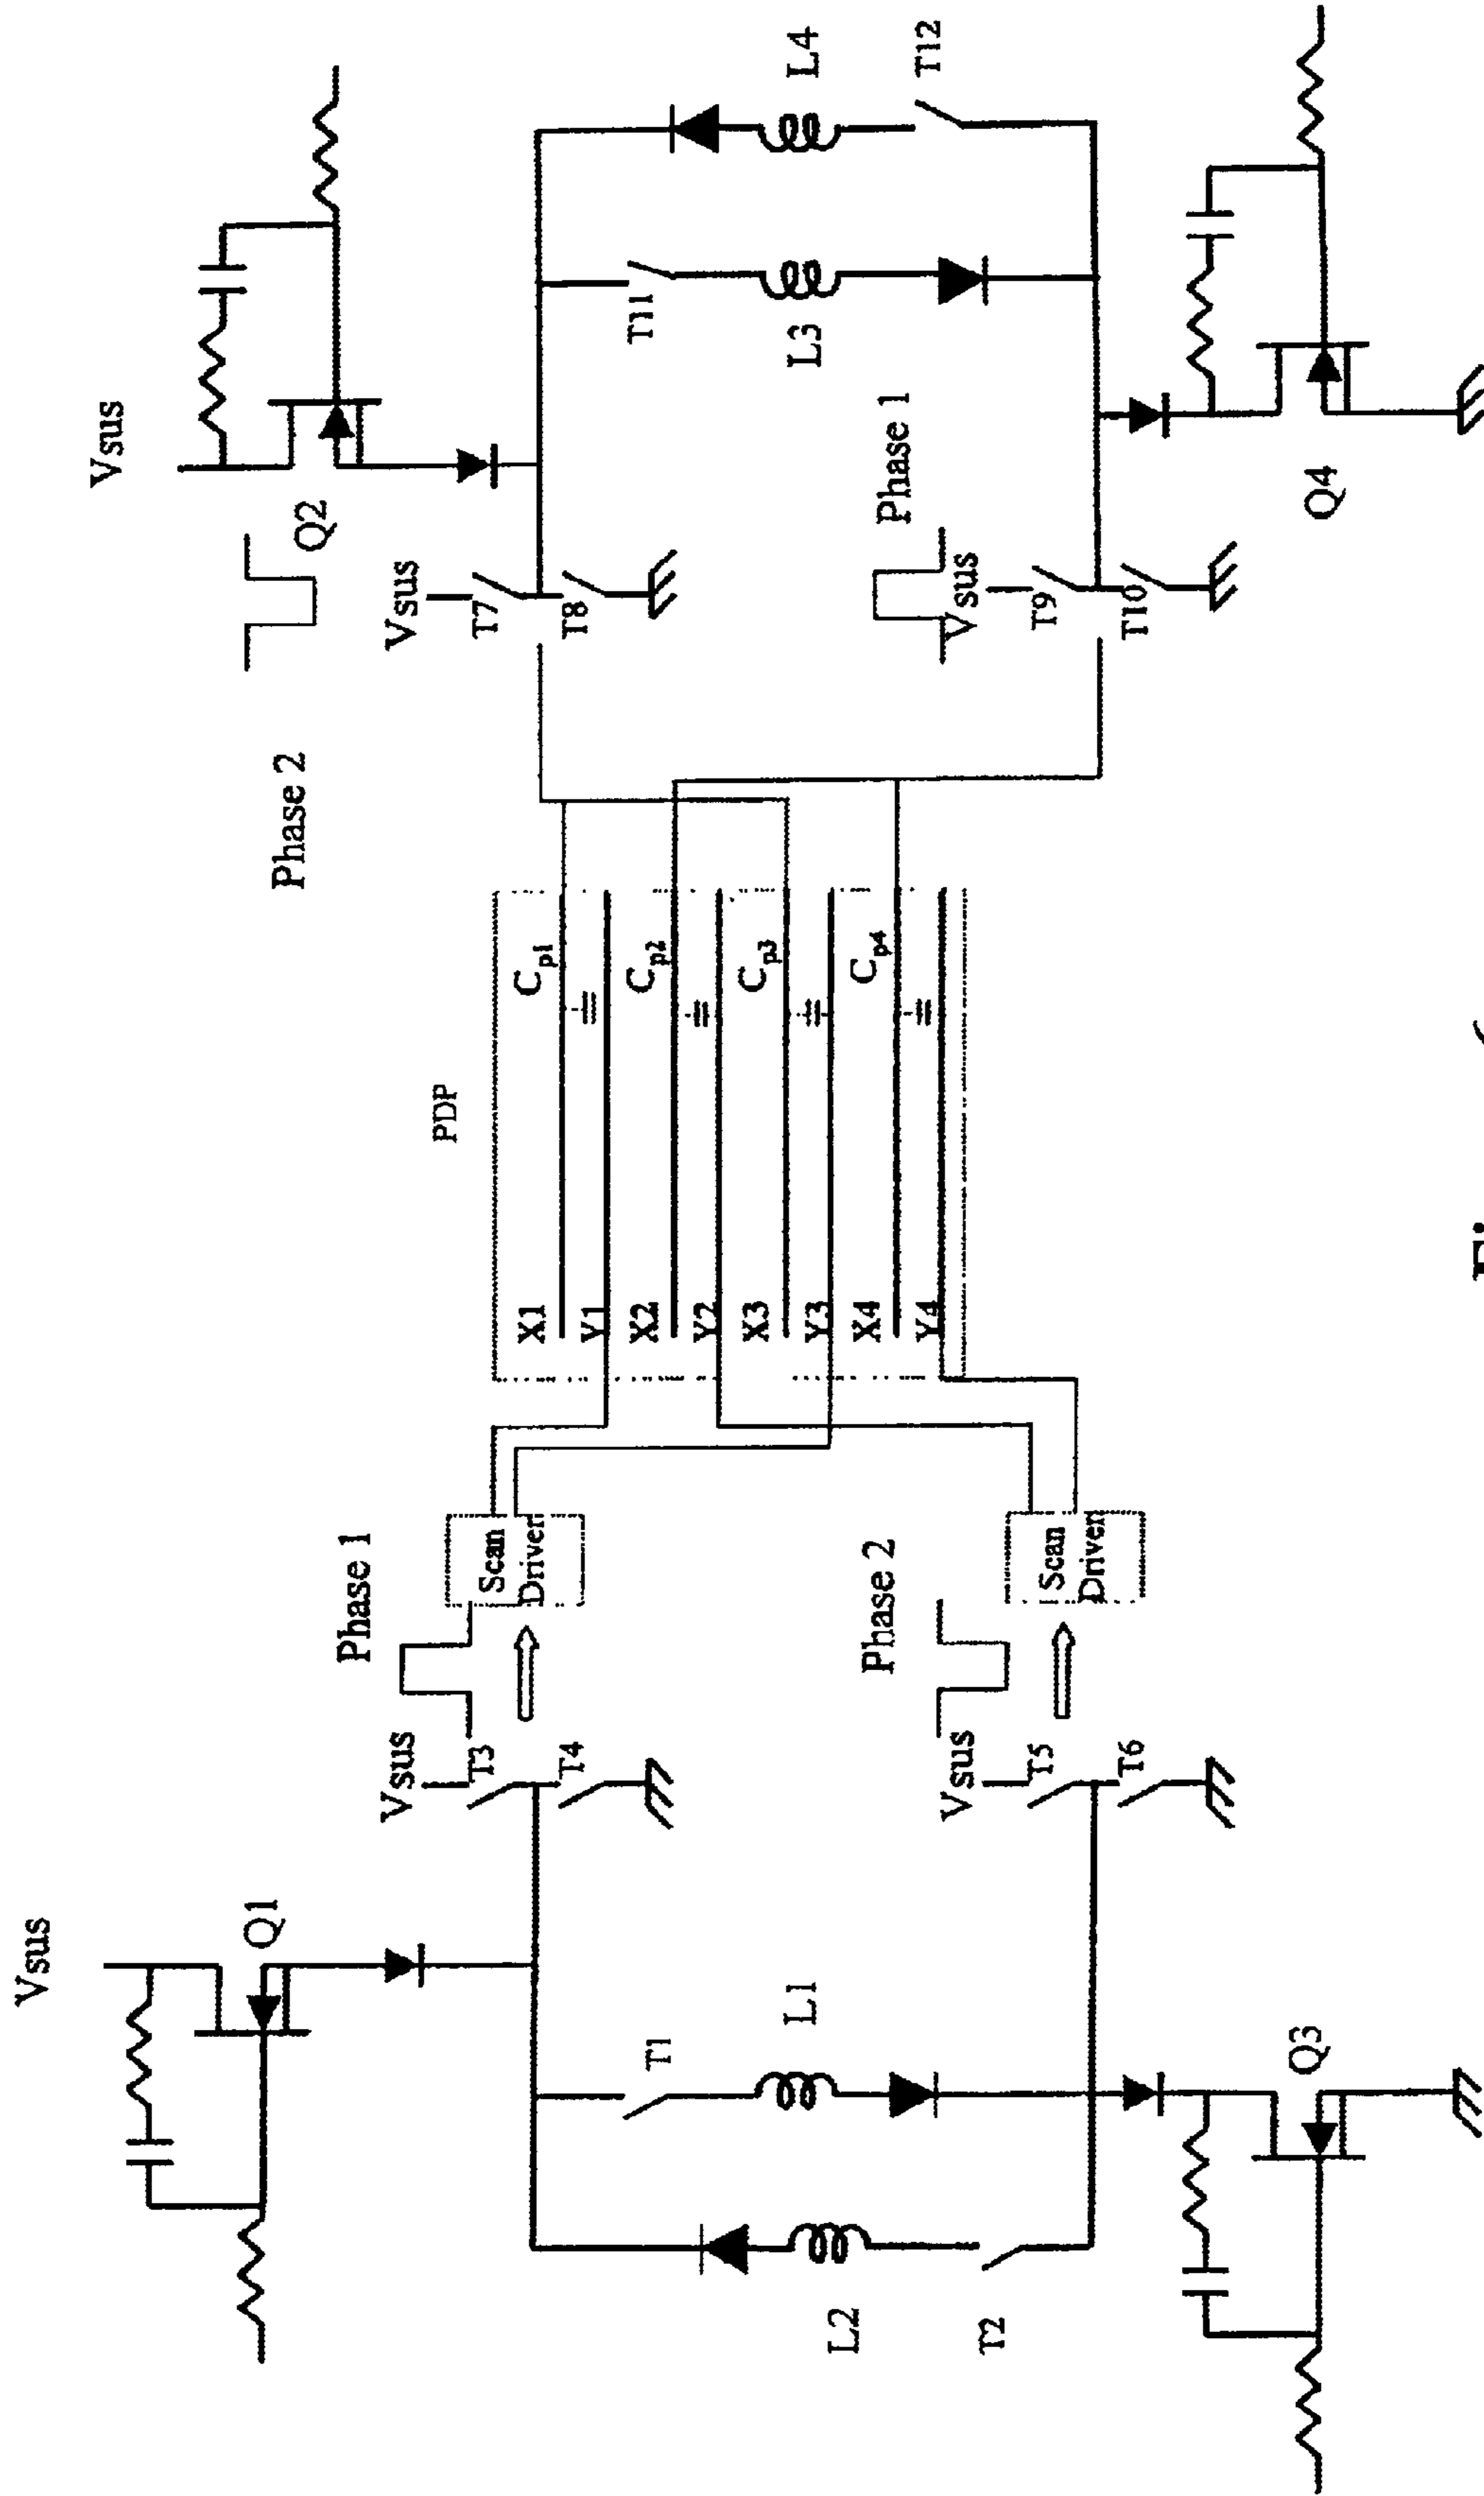 Vsus
Q1
T1
L1
L2
T2
Q3
Vsus
T3
T4
Phase 1
Scan
Driver
Vsus
T5
T6
Phase 2
Scan
Driver
PDP
X1
Y1
X2
Y2
X3
Y3
X4
Y4
Cp1
Cp2
Cp3
Cp4
Phase 2
Vsus
Q2
Vsus
T7
T8
Phase 1
Vsus
T9
T10
T11
L3
L4
T12
Q4